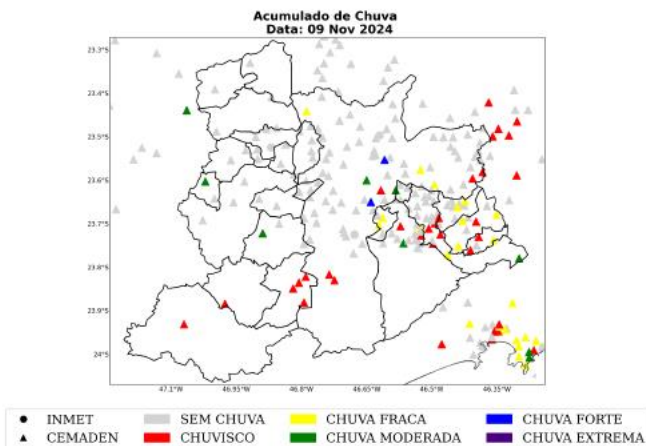 Acumulado de Chuva
Data: 09 Nov 2024
23.3°S
23.4°S
23.5°S
23.6°S
23.7°S
23.8°S
23.9°S
24°S
47.1°W
46.95°W
46.8°W
46.65°W
46.5°W
46.35°W
INMET
SEM CHUVA
CHUVA FRACA
CHUVA FORTE
CEMADEN
CHUVISCO
CHUVA MODERADA
CHUVA EXTREMA